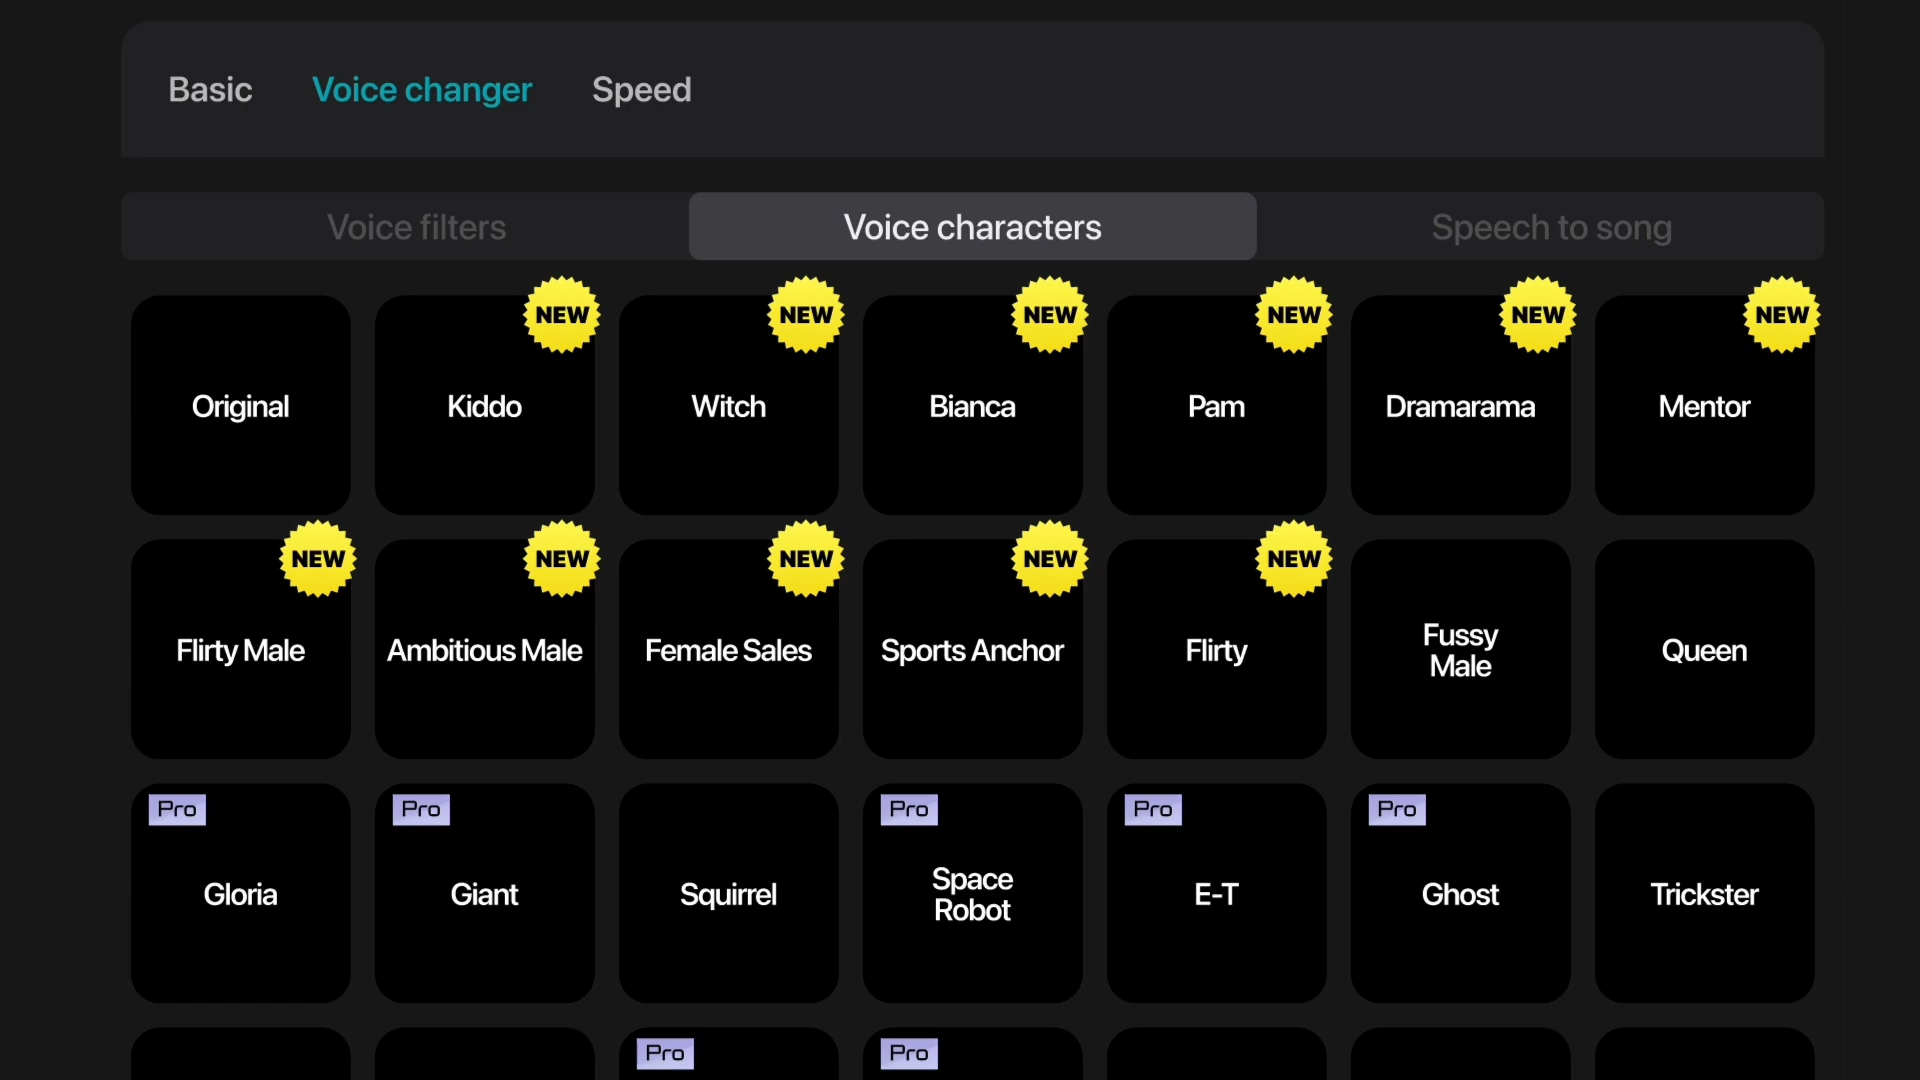 Basic
Voice changer
Speed
Voice filters
Voice characters
Speech to song
NEW
NEW
NEW
NEW
NEW
NEW
Original
Kiddo
Witch
Bianca
Pam
Dramarama
Mentor
NEW
NEW
NEW
NEW
NEW
Flirty Male
Ambitious Male
Female Sales
Sports Anchor
Flirty
Fussy
Male
Queen
Pro
Pro
Pro
Pro
Pro
Gloria
Giant
Squirrel
Space
Robot
E-T
Ghost
Trickster
Pro
Pro